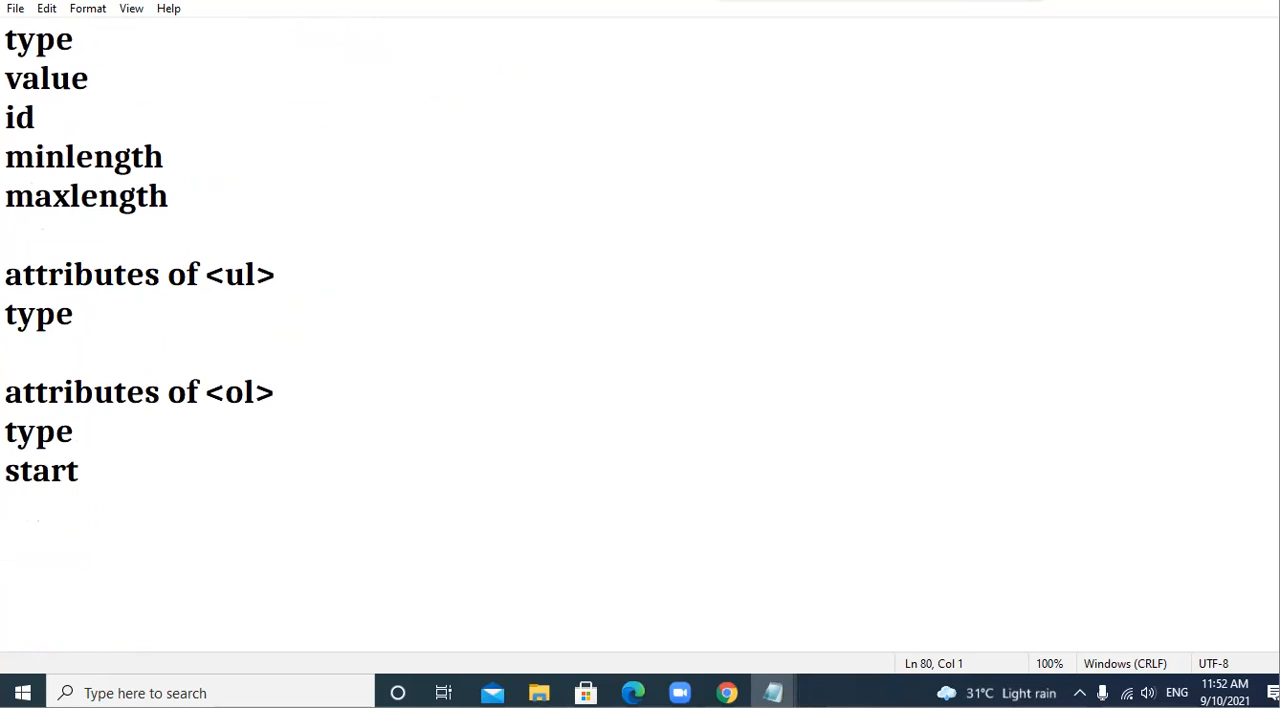 File Edit Format View Help
type
value
id
minlength
maxlength
attributes of <ul>
type
attributes of <ol>
type
start
Ln 80, Col 1 100% Windows (CRLF) UTF-8
Type here to search 31°C Light rain ENG 11:52 AM
9/10/2021